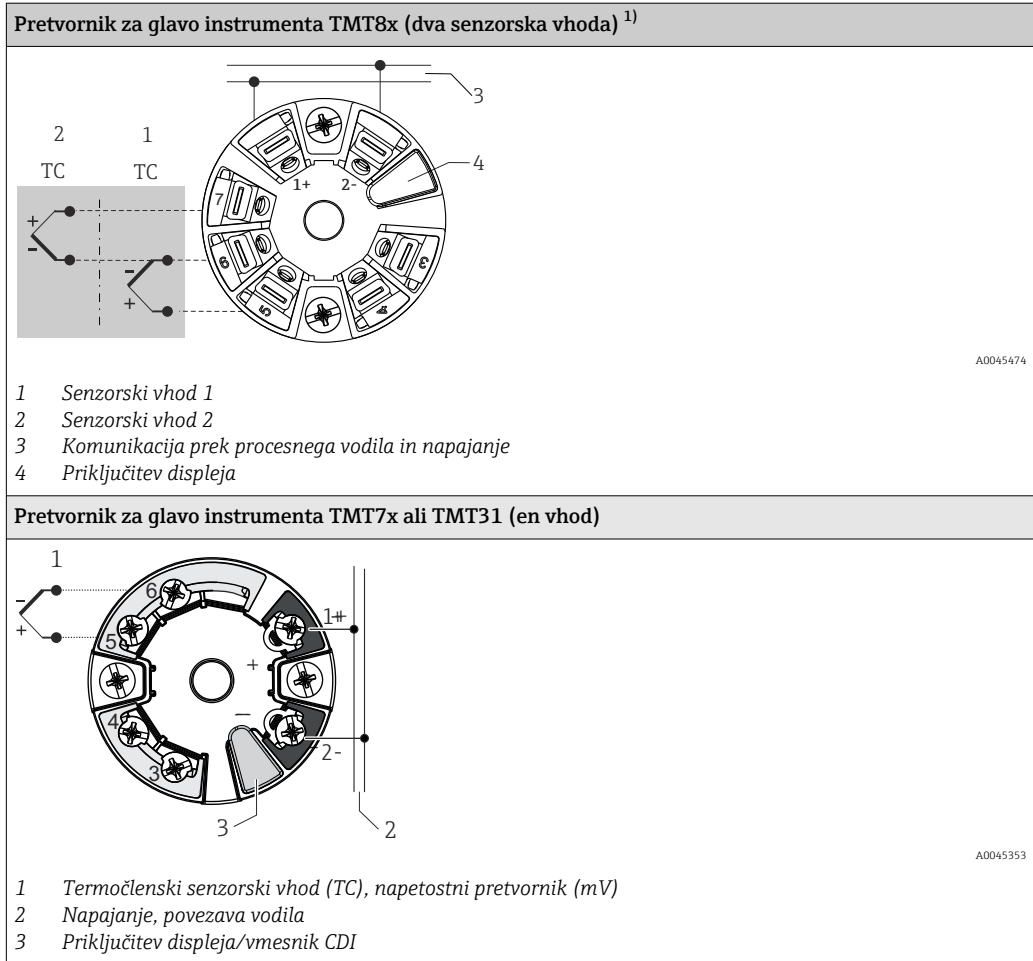 Pretvornik za glavo instrumenta TMT8x (dva senzorska vhoda) 1)
3
2 1
TC TC
4
1+ 2-
7
+
-
6
3
-
+
5
4
A0045474
1 Senzorski vhod 1
2 Senzorski vhod 2
3 Komunikacija prek procesnega vodila in napajanje
4 Priključitev displeja
Pretvornik za glavo instrumenta TMT7x ali TMT31 (en vhod)
1
6
-
1+
+
5
+
4
-
2-
3
3
2
A0045353
1 Termočlenski senzorski vhod (TC), napetostni pretvornik (mV)
2 Napajanje, povezava vodila
3 Priključitev displeja/vmesnik CDI